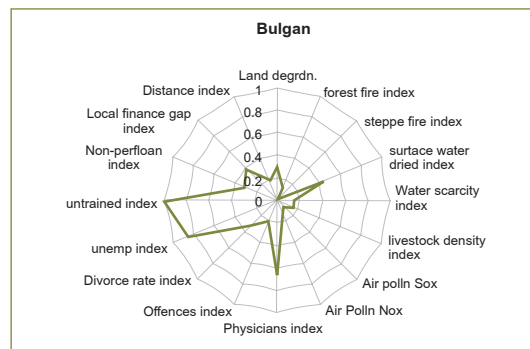 Bulgan
Land degrdn.
forest fire index
steppe fire index
surtace water
dried index
Water scarcity
index
livestock density
index
Air polln Sox
Air Polln Nox
Physicians index
Offences index
Divorce rate index
unemp index
untrained index
Non-perfloan
index
Local finance gap
index
Distance index
1
0.8
0.6
0.4
0.2
0